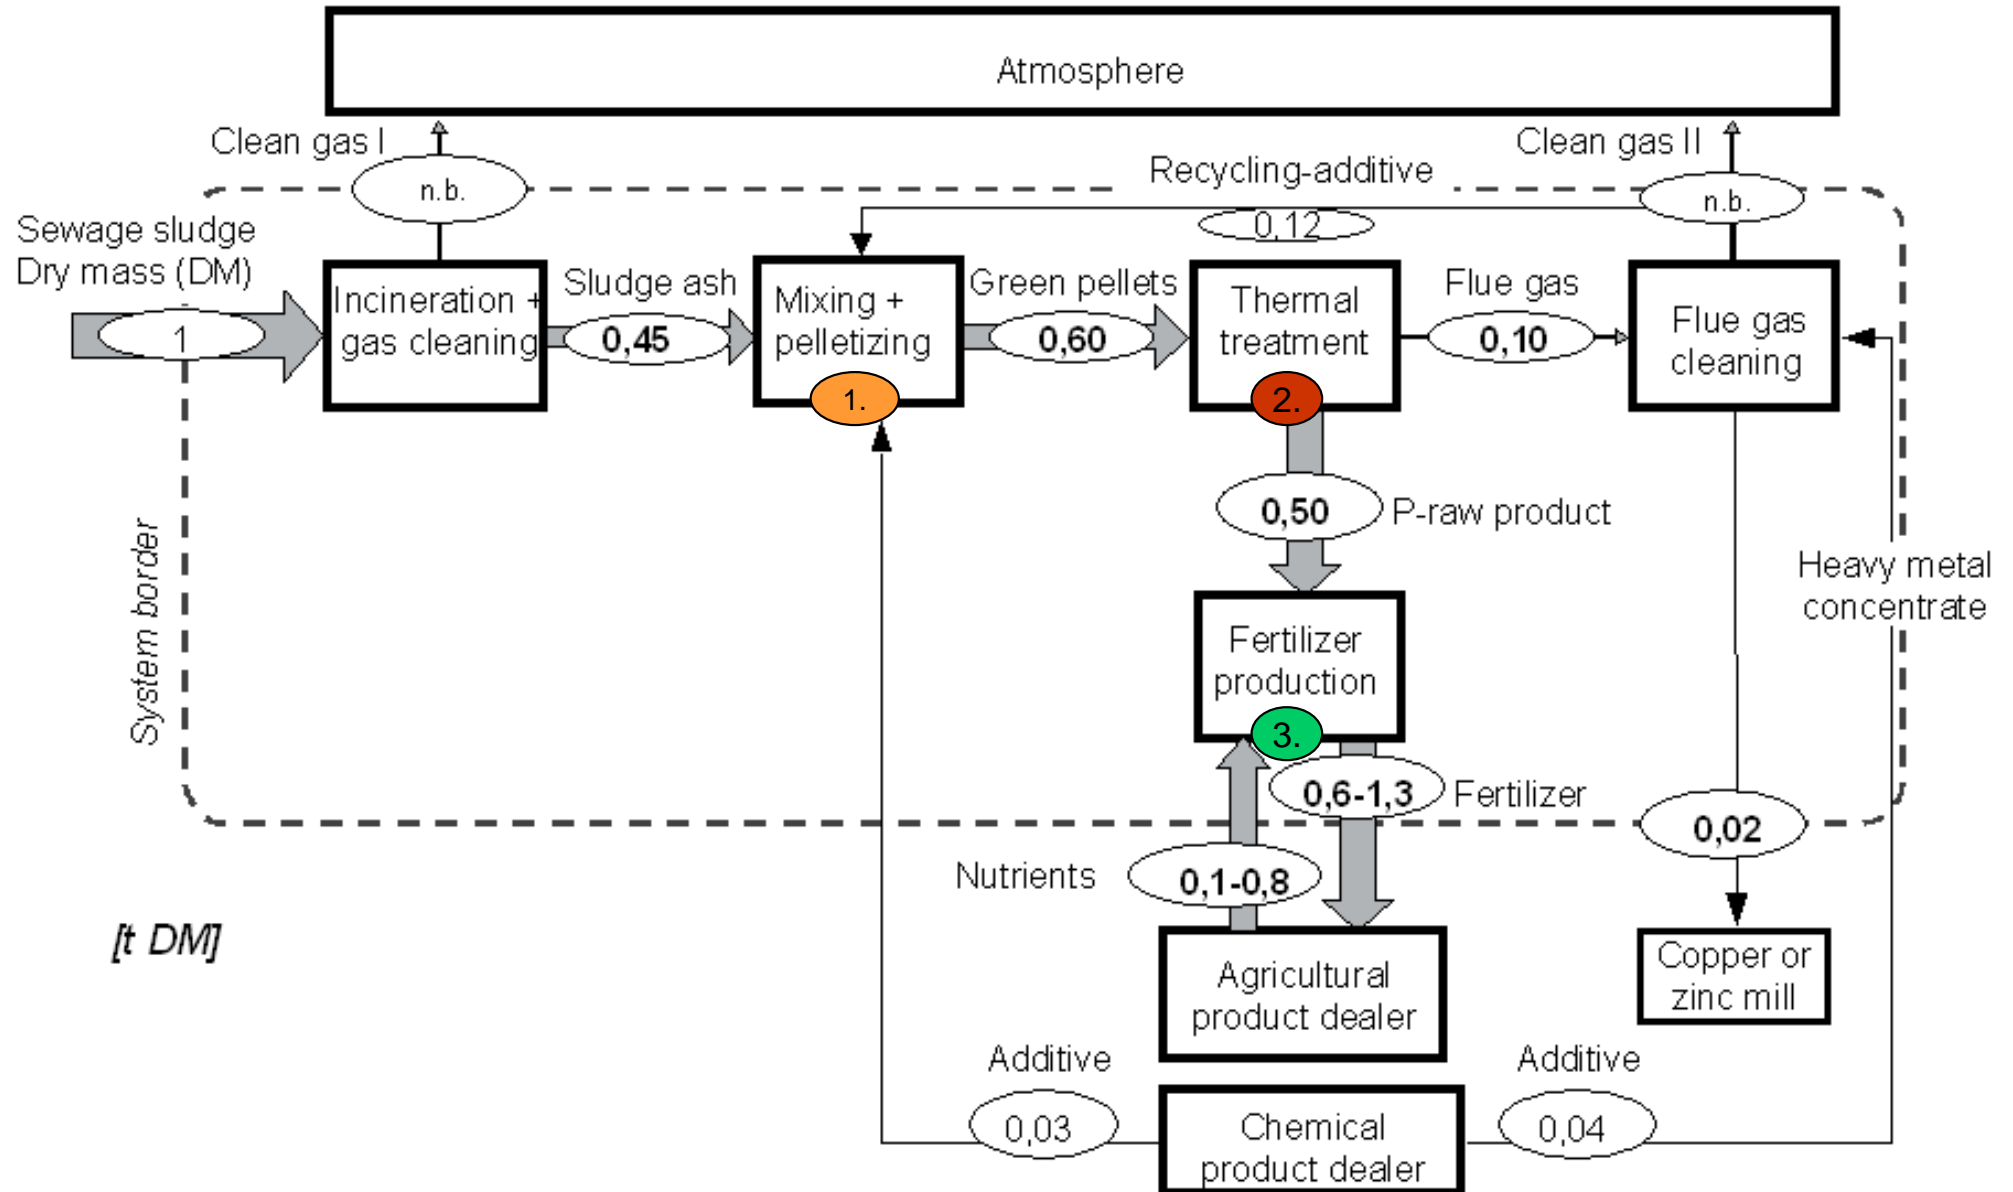 Atmosphere
Clean gas I
Clean gas II
Recycling-additive
n.b.
n.b.
0,12
Sewage sludge
Dry mass (DM)
1
Incineration +
gas cleaning
Sludge ash
0,45
Mixing +
pelletizing
1.
Green pellets
0,60
Thermal
treatment
2.
Flue gas
0,10
Flue gas
cleaning
0,50
P-raw product
System border
Heavy metal
concentrate
Fertilizer
production
3.
0,6-1,3
Fertilizer
0,02
Nutrients
0,1-0,8
[t DM]
Agricultural
product dealer
Copper or
zinc mill
Additive
0,03
Chemical
product dealer
Additive
0,04